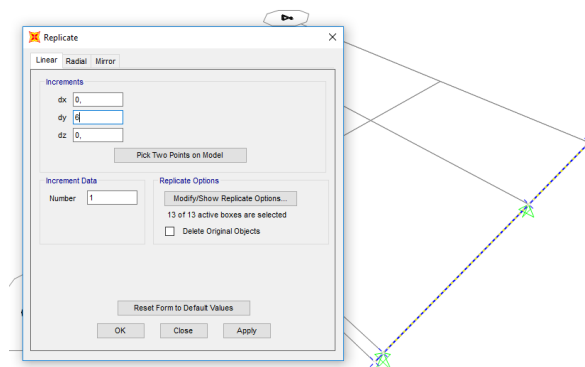 Replicate
Linear Radial Mirror
Increments
dx 0,
dy 6
dz 0,
Pick Two Points on Model
Increment Data
Number 1
Replicate Options
Modify/Show Replicate Options...
13 of 13 active boxes are selected
Delete Original Objects
Reset Form to Default Values
OK Close Apply